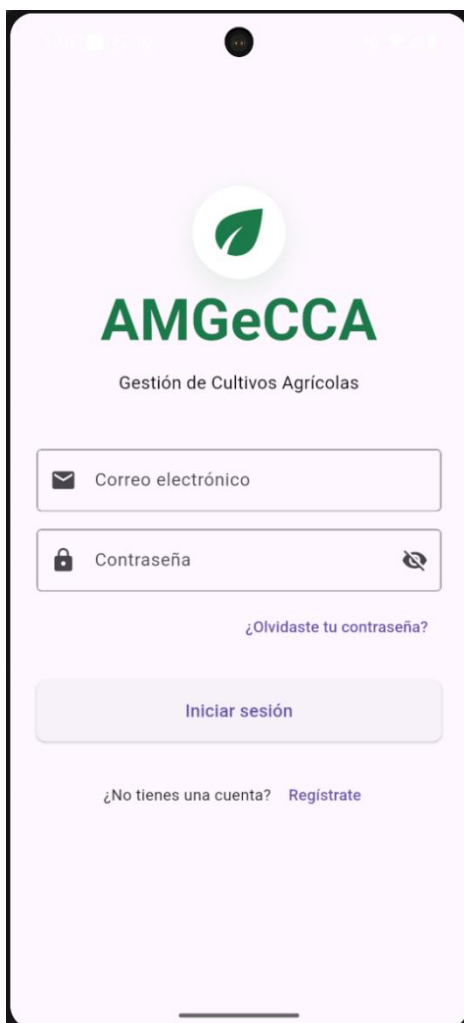 AMGeCCA
Gestión de Cultivos Agrícolas
Correo electrónico
Contraseña
¿Olvidaste tu contraseña?
Iniciar sesión
¿No tienes una cuenta? Regístrate